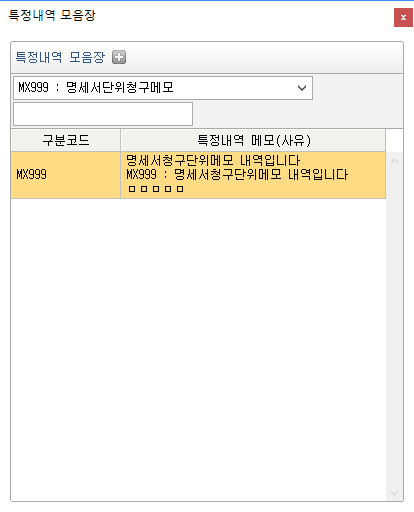 특정내역 모음장
x
특정내역 모음장
MX999 : 명세서단위청구메모
구분코드 특정내역 메모(사유)
MX999
명세서청구단위메모 내역입니다
MX999 : 명세서청구단위메모 내역입니다
ㅁㅁㅁㅁㅁ